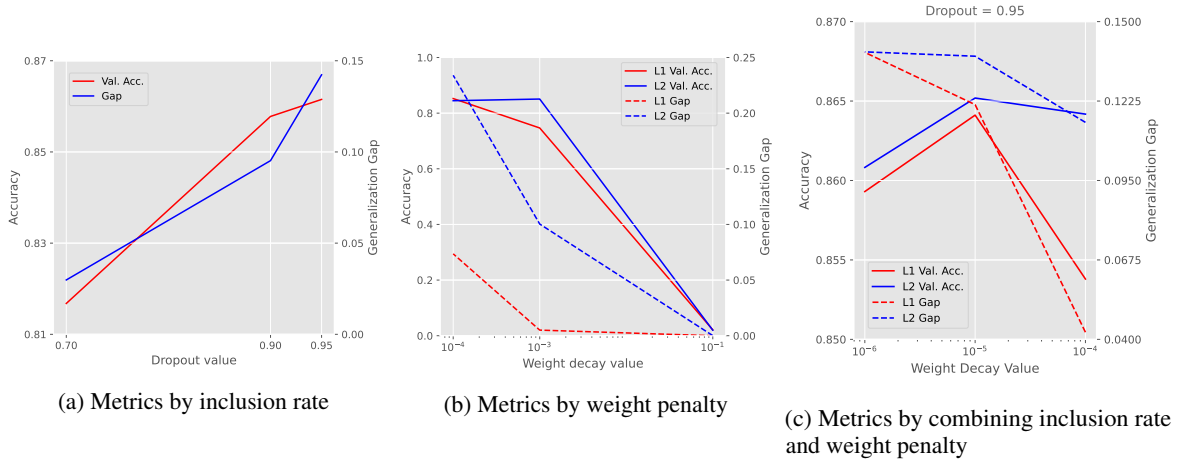 0.87
0.85
0.83
0.81
Accuracy
Val. Acc.
Gap
0.15
0.10
0.05
0.00
Generalization Gap
0.70
0.90
0.95
Dropout value
(a) Metrics by inclusion rate
1.0
0.8
0.6
0.4
0.2
0.0
Accuracy
L1 Val. Acc.
L2 Val. Acc.
L1 Gap
L2 Gap
0.25
0.20
0.15
0.10
0.05
0.00
Generalization Gap
10⁻⁴
10⁻³
10⁻¹
Weight decay value
(b) Metrics by weight penalty
Dropout = 0.95
0.870
0.865
0.860
0.855
0.850
Accuracy
L1 Val. Acc.
L2 Val. Acc.
L1 Gap
L2 Gap
0.1500
0.1225
0.0950
0.0675
0.0400
Generalization Gap
10⁻⁶
10⁻⁵
10⁻⁴
Weight Decay Value
(c) Metrics by combining inclusion rate
and weight penalty